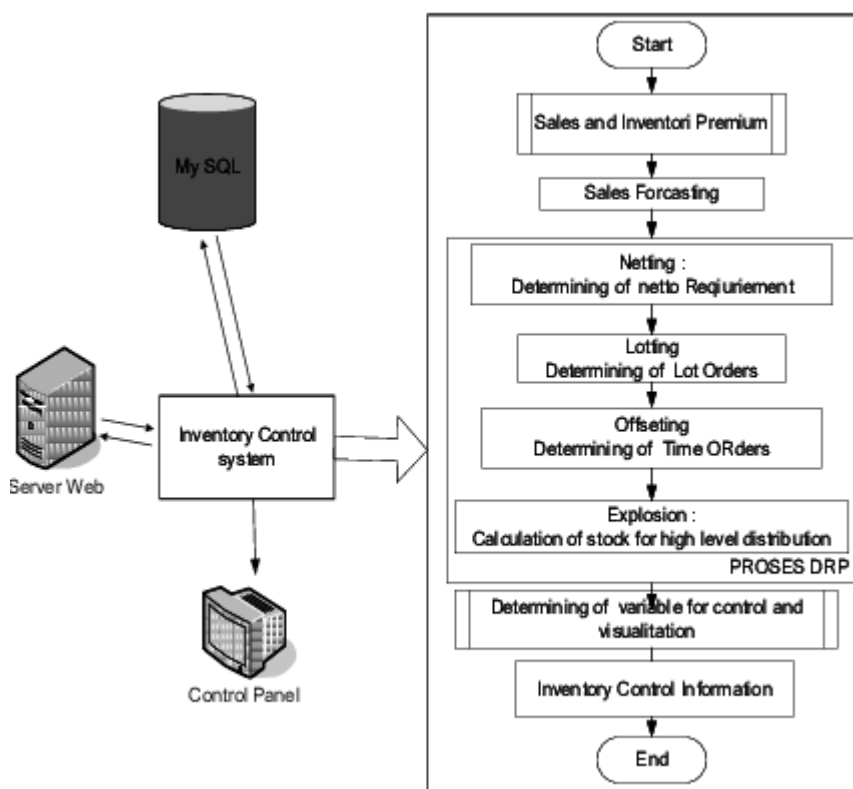 My SQL
Server Web
Inventory Control
system
Control Panel
Start
Sales and Inventori Premium
Sales Forcasting
Netting :
Determining of netto Reqiuriement
Lotting
Determining of Lot Orders
Offseting
Determining of Time ORders
Explosion :
Calculation of stock for high level distribution
PROSES DRP
Determining of variable for control and
visualitation
Inventory Control Information
End